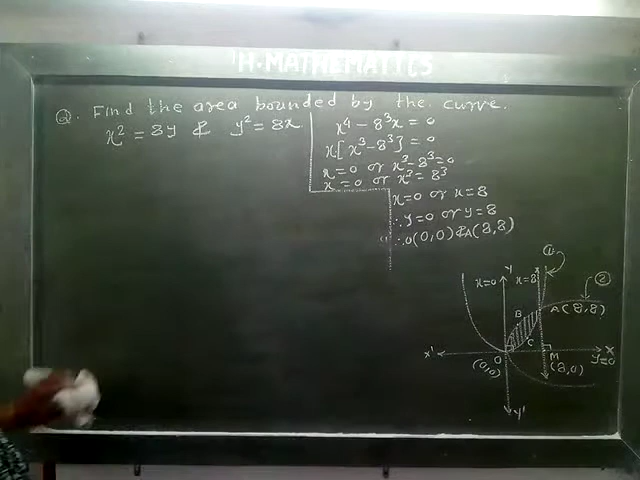 H-MATHEMATICS
Q. Find the area bounded by the curve.
x² = 8y & y² = 8x
x⁴ - 8³x = 0
x[x³-8³] = 0
x=0 or x³-8³=0
x=0 or x³=8³
x=0 or x=8
∴y=0 or y=8
∴O(0,0) & A(8,8)
①
Y
x=0
x=8
②
B
A(8,8)
C
X'
O
M
X
(0,0)
(8,0)
y=0
Y'